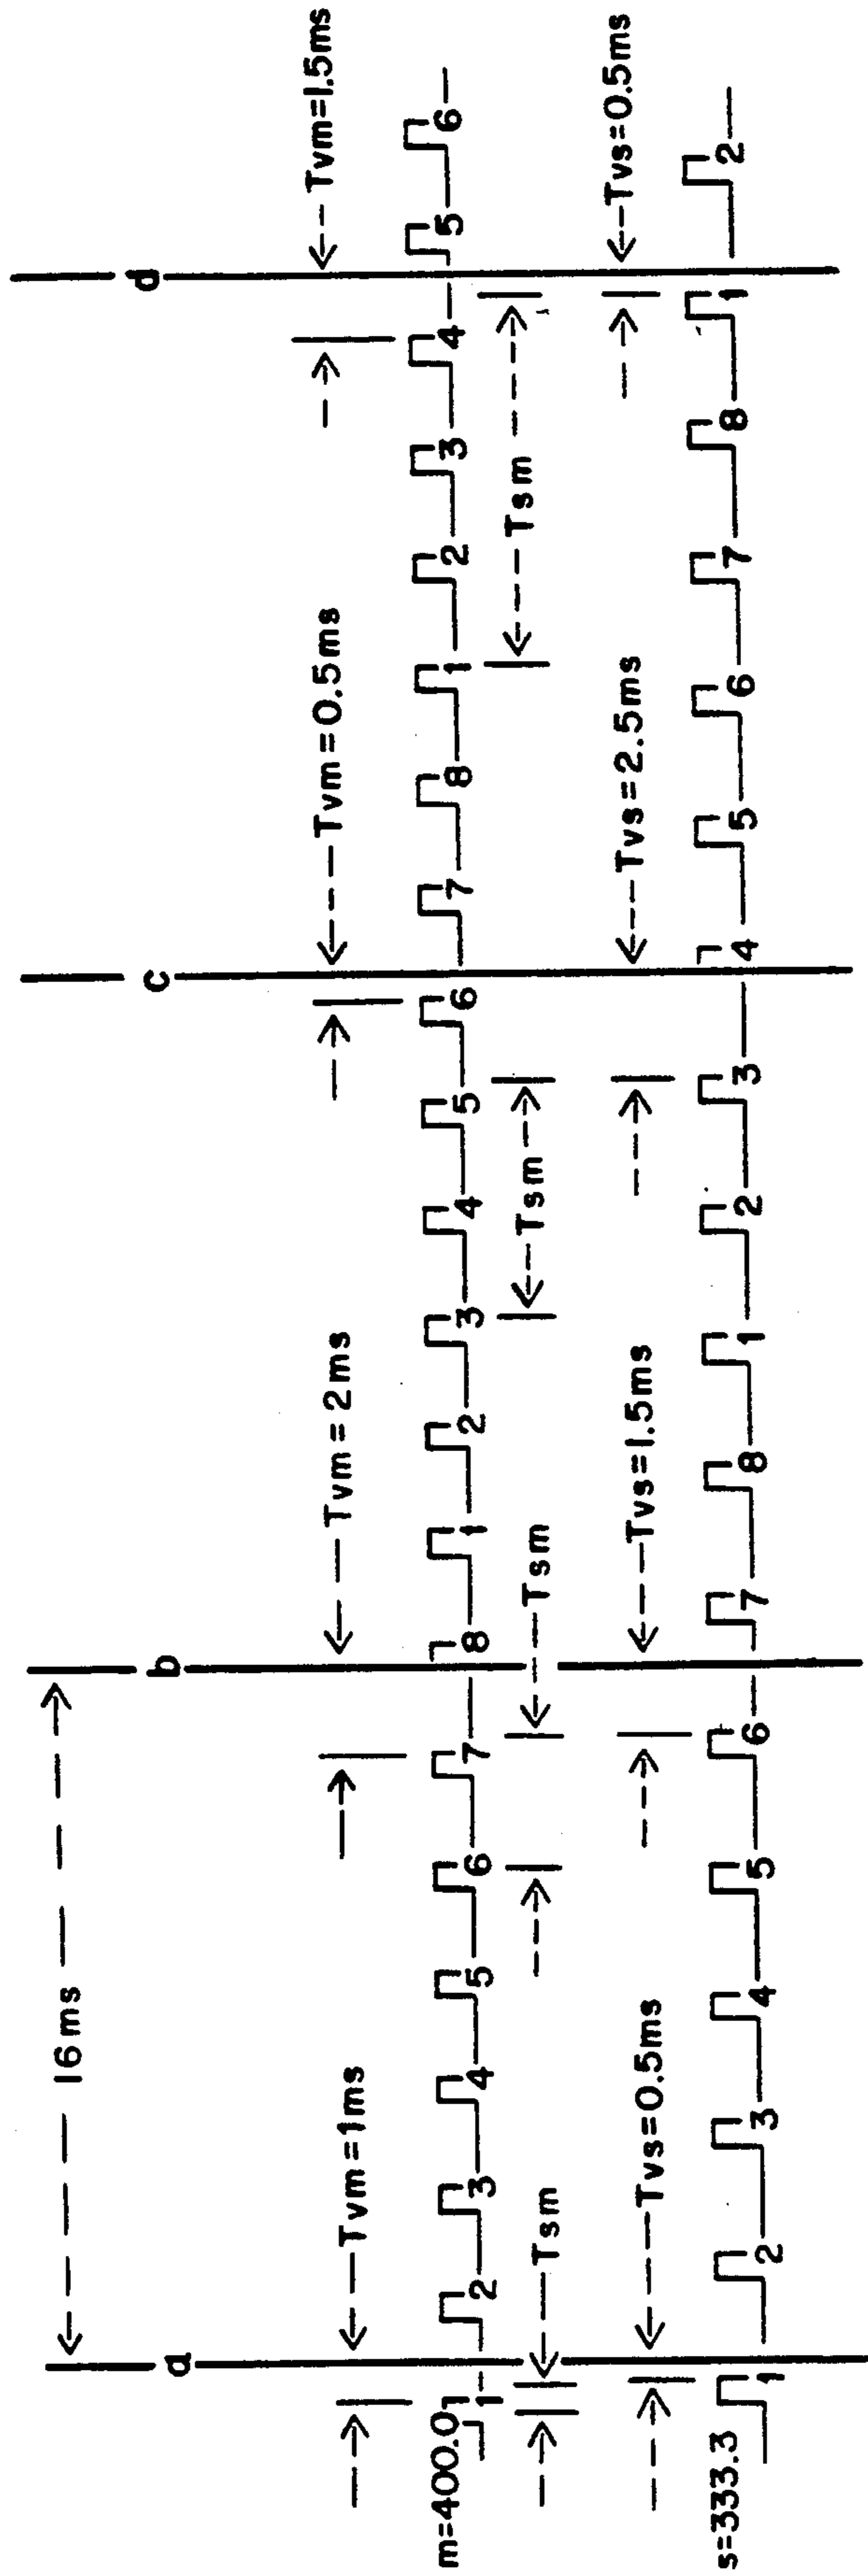 16ms
a b c d
Tvm=1ms Tvm=2ms Tvm=0.5ms Tvm=1.5ms
m=400.0 1 2 3 4 5 6 7 8 1 2 3 4 5 6 7 8 1 2 3 4 5 6
Tsm Tsm Tsm Tsm
Tvs=0.5ms Tvs=1.5ms Tvs=2.5ms Tvs=0.5ms
s=333.3 1 2 3 4 5 6 7 8 1 2 3 4 5 6 7 8 1 2